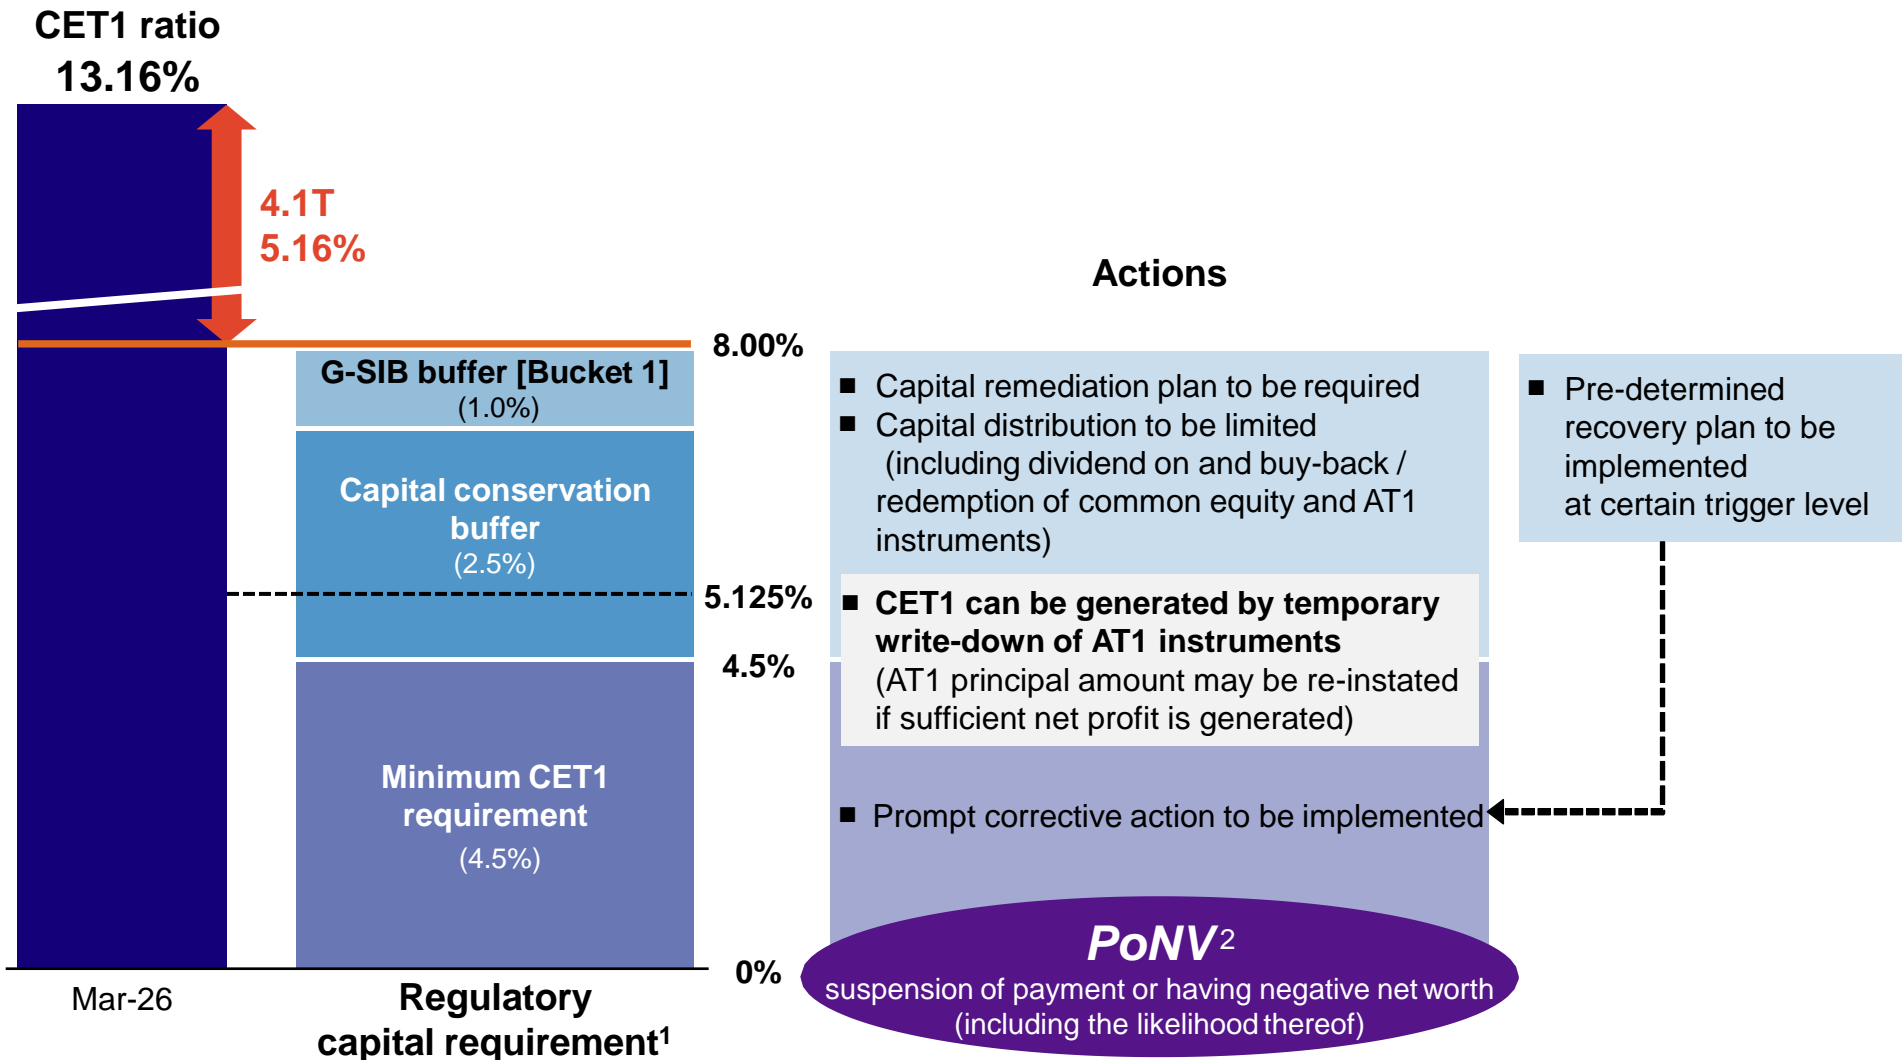 CET1 ratio
13.16%
4.1T
5.16%
Actions
8.00%
G-SIB buffer [Bucket 1]
(1.0%)
Capital conservation
buffer
(2.5%)
5.125%
4.5%
Minimum CET1
requirement
(4.5%)
0%
Mar-26
Regulatory
capital requirement1
■ Capital remediation plan to be required
■ Capital distribution to be limited
(including dividend on and buy-back /
redemption of common equity and AT1
instruments)
■ CET1 can be generated by temporary
write-down of AT1 instruments
(AT1 principal amount may be re-instated
if sufficient net profit is generated)
■ Prompt corrective action to be implemented
■ Pre-determined
recovery plan to be
implemented
at certain trigger level
PoNV2
suspension of payment or having negative net worth
(including the likelihood thereof)